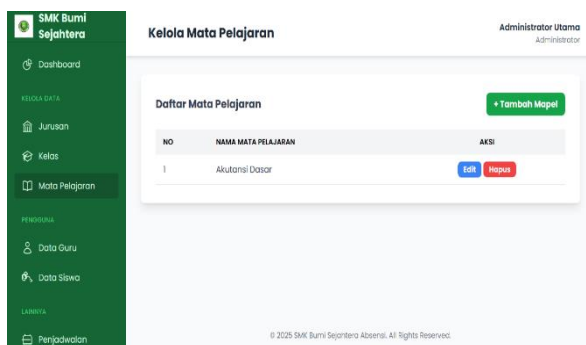 SMK Bumi
Sejahtera
Dashboard
KELOLA DATA
Jurusan
Kelas
Mata Pelajaran
PENGGUNA
Data Guru
Data Siswa
LAINNYA
Penjadwalan
Kelola Mata Pelajaran
Administrator Utama
Administrator
Daftar Mata Pelajaran
+ Tambah Mapel
NO NAMA MATA PELAJARAN AKSI
1 Akutansi Dasar Edit Hapus
© 2025 SMK Bumi Sejahtera Absensi. All Rights Reserved.